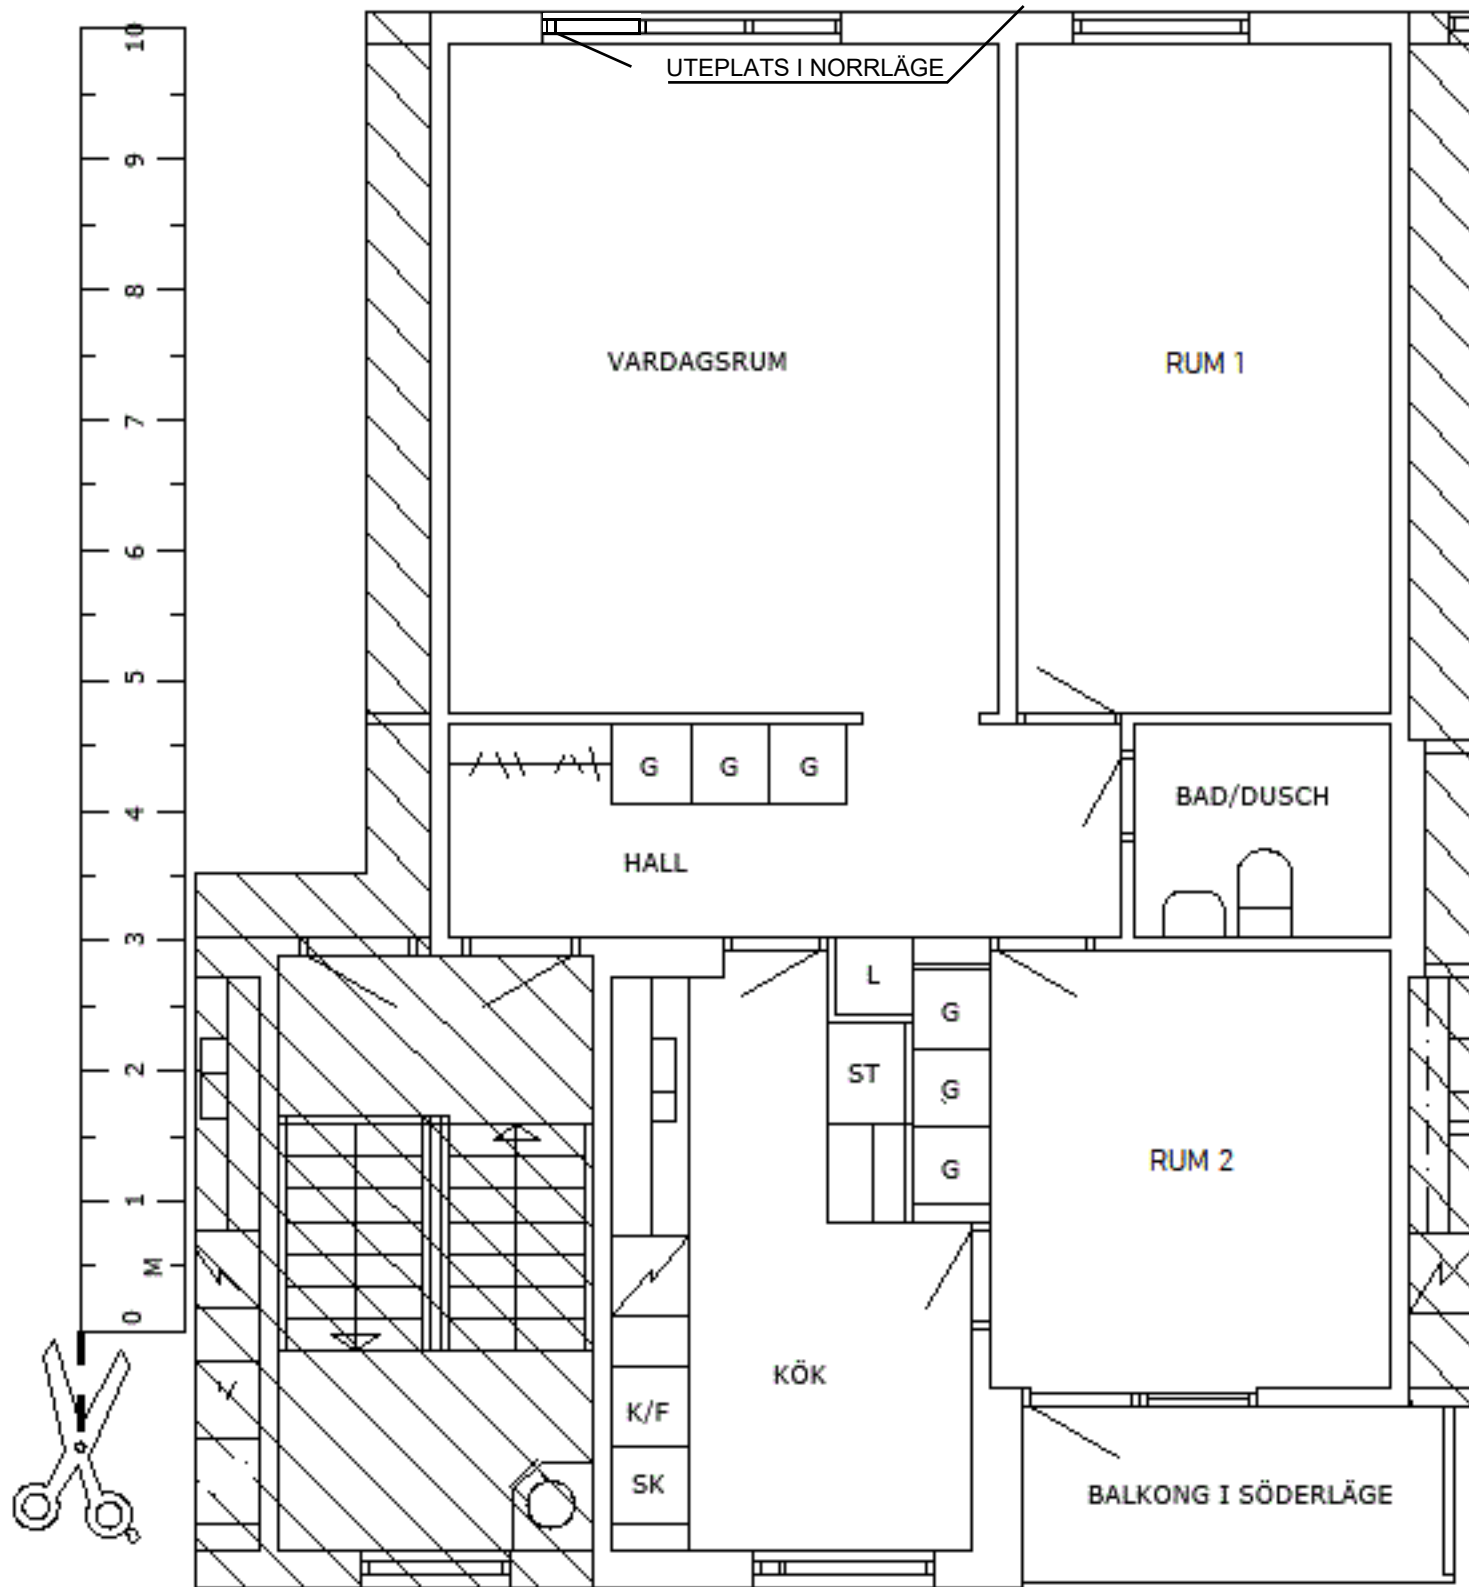 UTEPLATS I NORRLÄGE
10
9
8
7
6
5
4
3
2
1
M
0
VARDAGSRUM
RUM 1
G G G
BAD/DUSCH
HALL
L
G
ST
G
G
RUM 2
KÖK
K/F
SK
BALKONG I SÖDERLÄGE